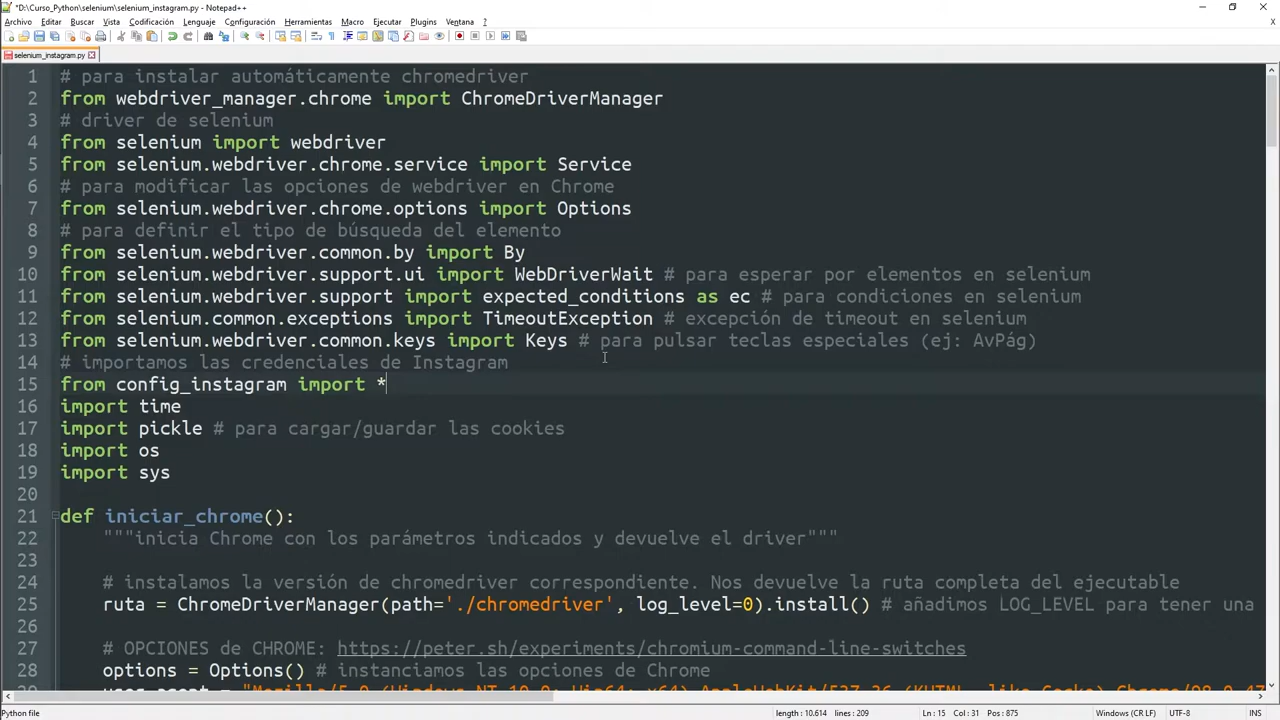 *D:\Curso_Python\selenium\selenium_instagram.py - Notepad++
Archivo Editar Buscar Vista Codificación Lenguaje Configuración Herramientas Macro Ejecutar Plugins Ventana ?
selenium_instagram.py
1 # para instalar automáticamente chromedriver
2 from webdriver_manager.chrome import ChromeDriverManager
3 # driver de selenium
4 from selenium import webdriver
5 from selenium.webdriver.chrome.service import Service
6 # para modificar las opciones de webdriver en Chrome
7 from selenium.webdriver.chrome.options import Options
8 # para definir el tipo de búsqueda del elemento
9 from selenium.webdriver.common.by import By
10 from selenium.webdriver.support.ui import WebDriverWait # para esperar por elementos en selenium
11 from selenium.webdriver.support import expected_conditions as ec # para condiciones en selenium
12 from selenium.common.exceptions import TimeoutException # excepción de timeout en selenium
13 from selenium.webdriver.common.keys import Keys # para pulsar teclas especiales (ej: AvPág)
14 # importamos las credenciales de Instagram
15 from config_instagram import *
16 import time
17 import pickle # para cargar/guardar las cookies
18 import os
19 import sys
20
21 def iniciar_chrome():
22 """inicia Chrome con los parámetros indicados y devuelve el driver"""
23
24 # instalamos la versión de chromedriver correspondiente. Nos devuelve la ruta completa del ejecutable
25 ruta = ChromeDriverManager(path='./chromedriver', log_level=0).install() # añadimos LOG_LEVEL para tener una
26
27 # OPCIONES de CHROME: https://peter.sh/experiments/chromium-command-line-switches
28 options = Options() # instanciamos las opciones de Chrome
Python file length : 10.614 lines : 209 Ln : 15 Col : 31 Pos : 875 Windows (CR LF) UTF-8 INS